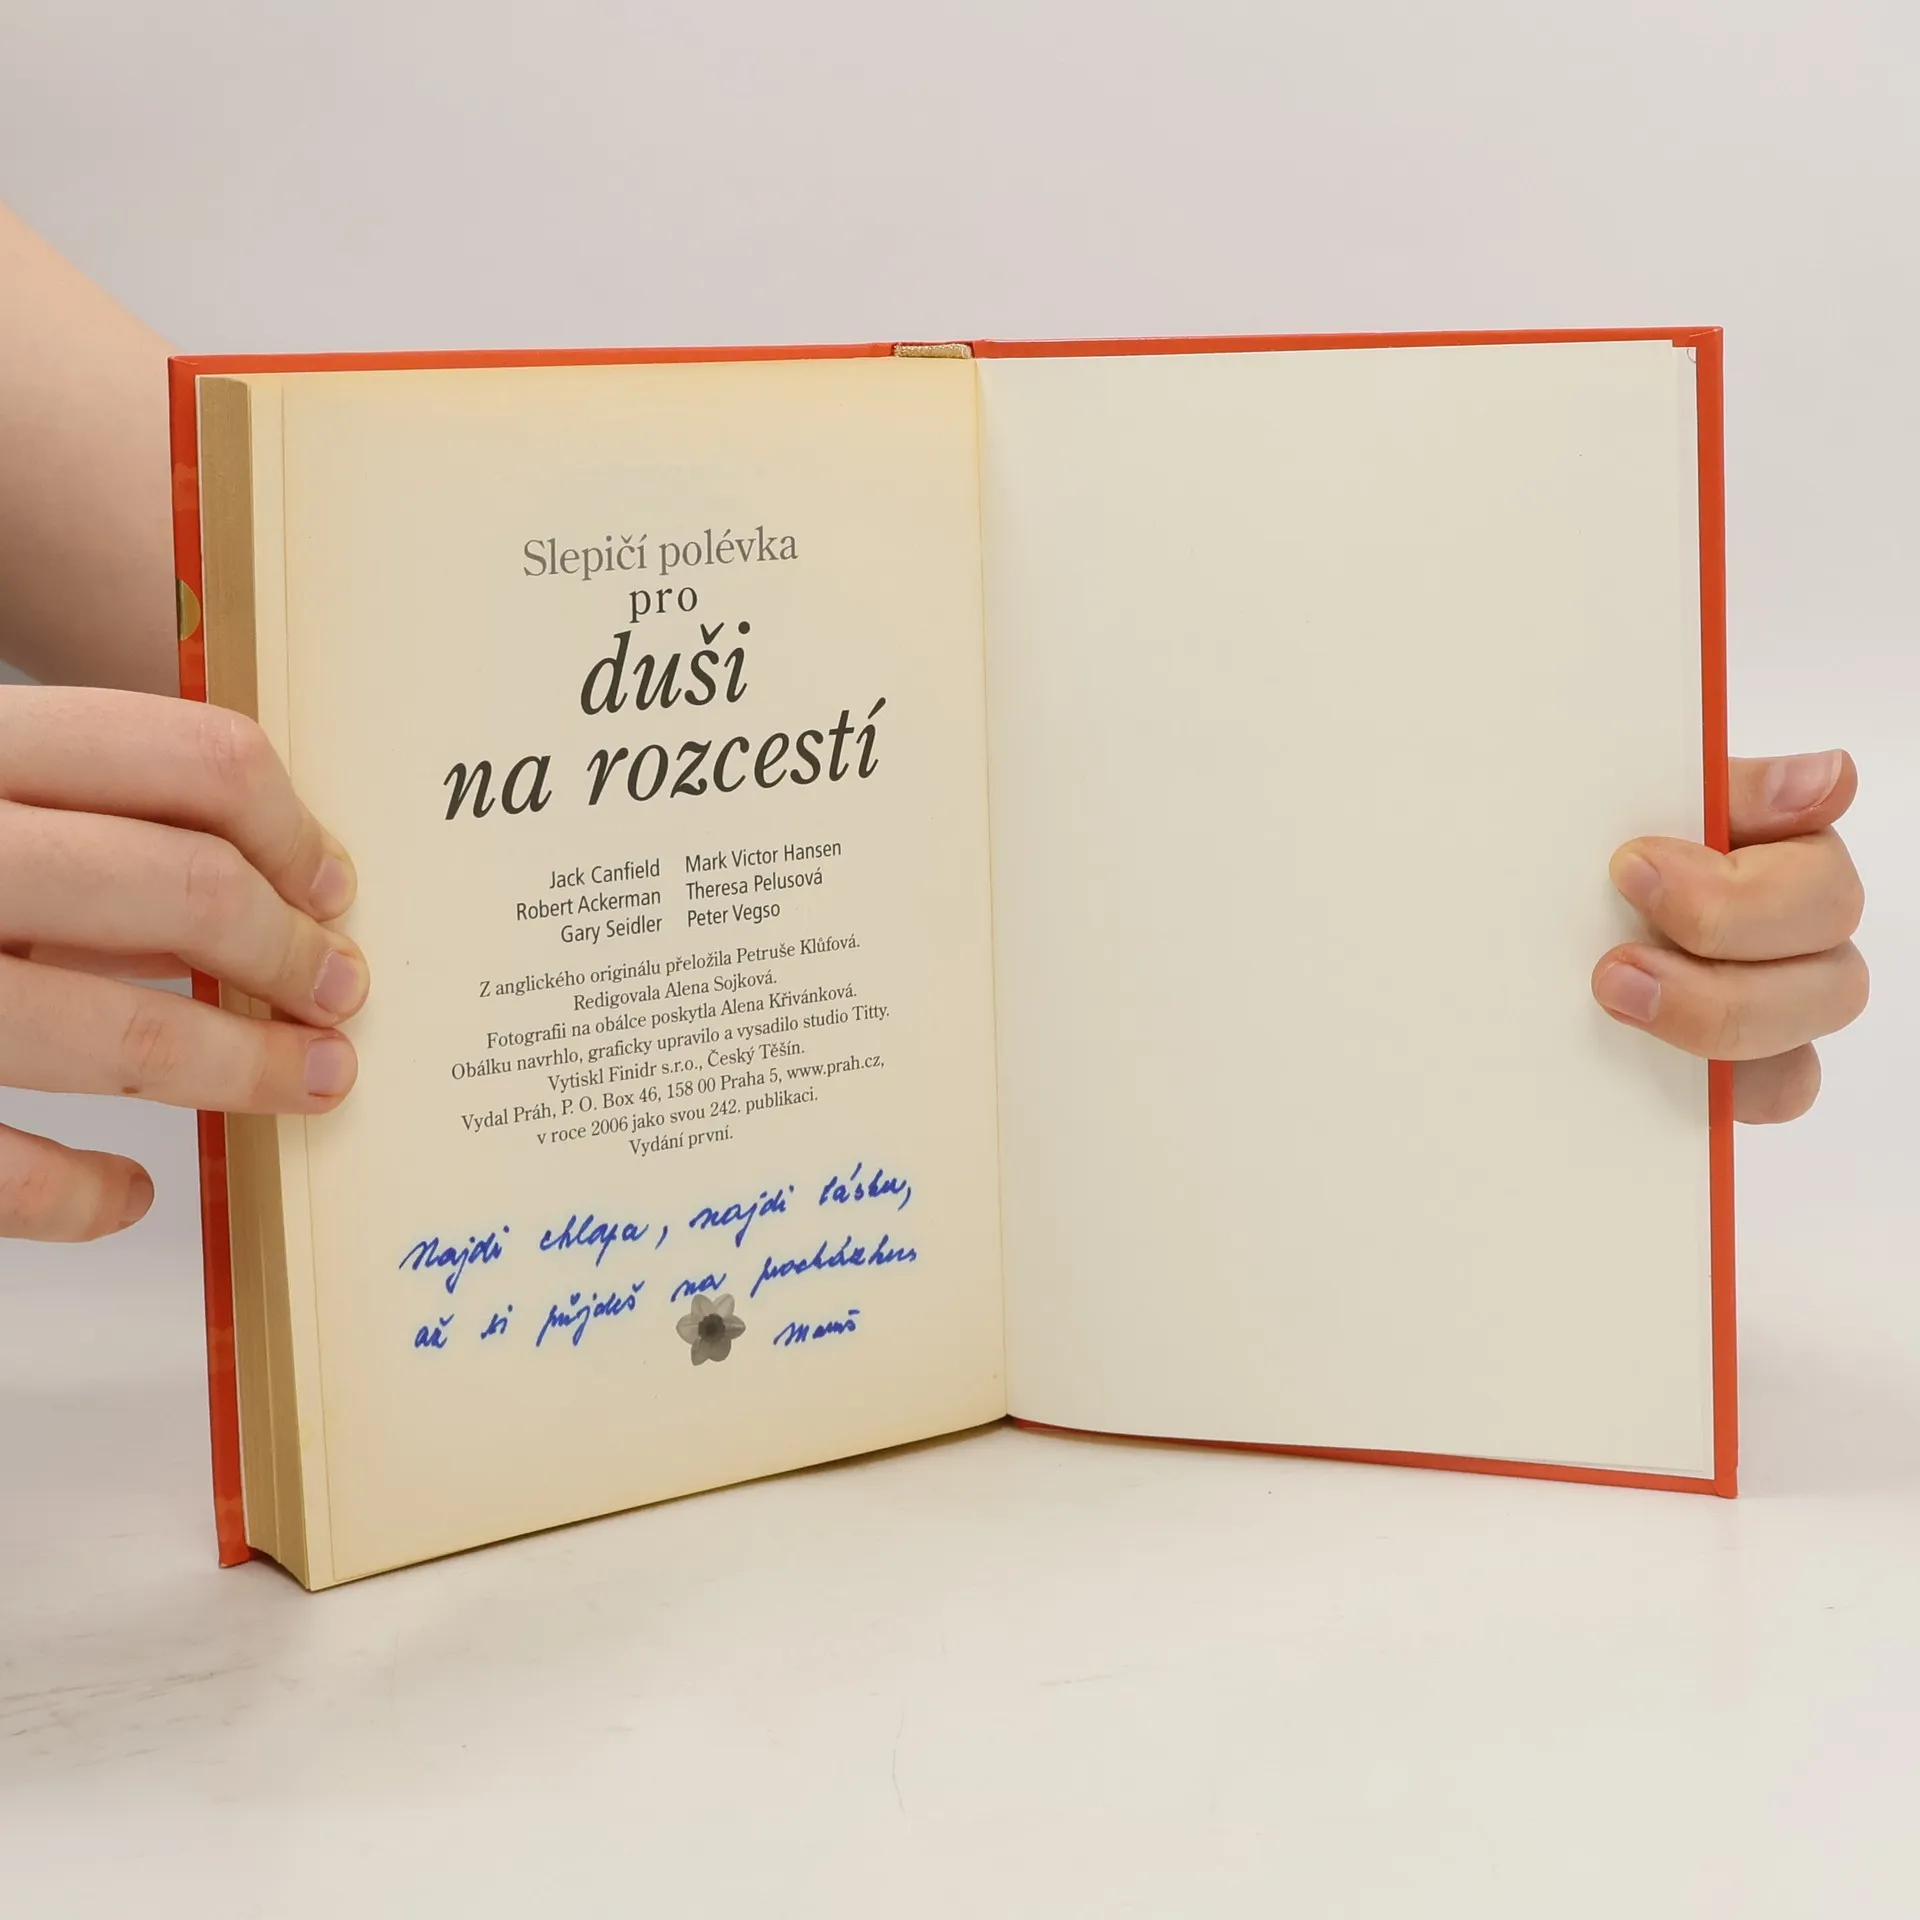 Slepičí polévka
pro
duši
na rozcestí
Jack Canfield Mark Victor Hansen
Robert Ackerman Theresa Pelusová
Gary Seidler Peter Vegso
Z anglického originálu přeložila Petruše Klůfová.
Redigovala Alena Sojková.
Fotografii na obálce poskytla Alena Křivánková.
Obálku navrhlo, graficky upravilo a vysadilo studio Titty.
Vytiskl Finidr s.r.o., Český Těšín.
Vydal Práh, P. O. Box 46, 158 00 Praha 5, www.prah.cz,
v roce 2006 jako svou 242. publikaci.
Vydání první.
Najdi chlapa, najdi lásku,
až si půjdeš na procházku